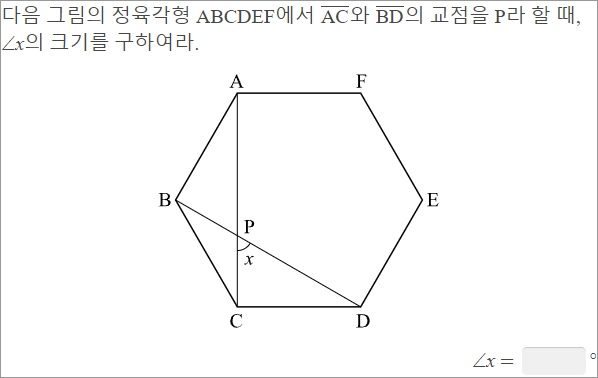 다음 그림의 정육각형 ABCDEF에서 AC와 BD의 교점을 P라 할 때,
∠x의 크기를 구하여라.
A F
B E
P
x
C D
∠x = °